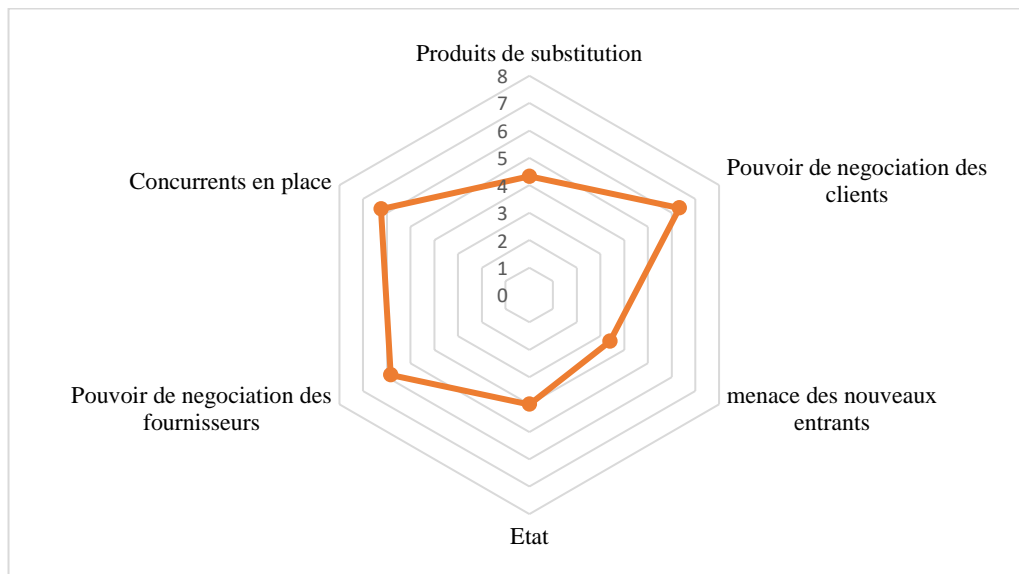 Produits de substitution
8
7
6
5
4
3
2
1
0
Pouvoir de negociation des
clients
menace des nouveaux
entrants
Etat
Pouvoir de negociation des
fournisseurs
Concurrents en place